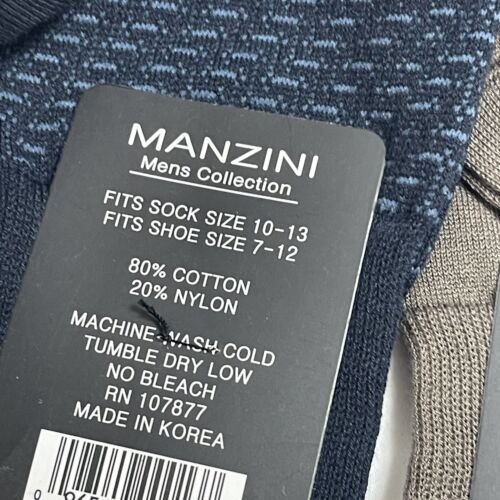 MANZINI
Mens Collection
FITS SOCK SIZE 10-13
FITS SHOE SIZE 7-12
80% COTTON
20% NYLON
MACHINE WASH COLD
TUMBLE DRY LOW
NO BLEACH
RN 107877
MADE IN KOREA
0